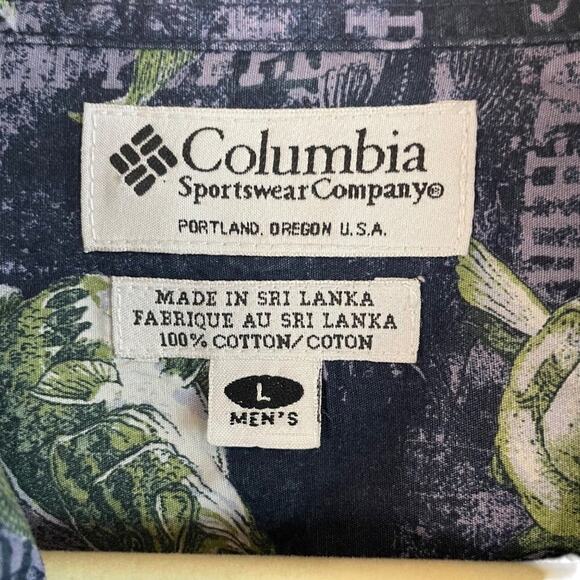 Columbia
Sportswear Company®
PORTLAND, OREGON U.S.A.
MADE IN SRI LANKA
FABRIQUE AU SRI LANKA
100% COTTON/COTON
L
MEN'S